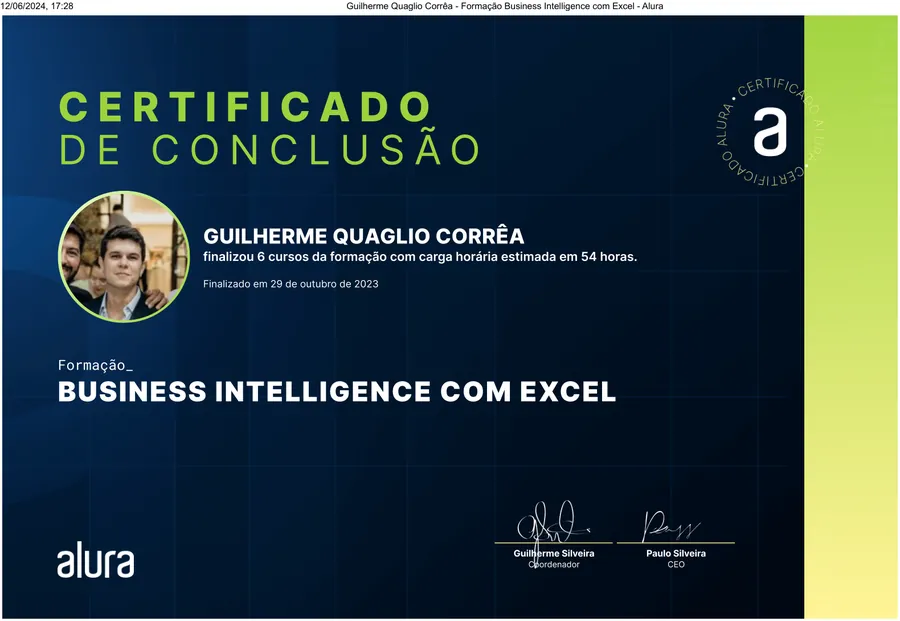 12/06/2024, 17:28
Guilherme Quaglio Corrêa - Formação Business Intelligence com Excel - Alura
CERTIFICADO
DE CONCLUSÃO
• CERTIFICADO ALURA • CERTIFICADO ALURA
a
GUILHERME QUAGLIO CORRÊA
finalizou 6 cursos da formação com carga horária estimada em 54 horas.
Finalizado em 29 de outubro de 2023
Formação_
BUSINESS INTELLIGENCE COM EXCEL
alura
Guilherme Silveira
Coordenador
Paulo Silveira
CEO